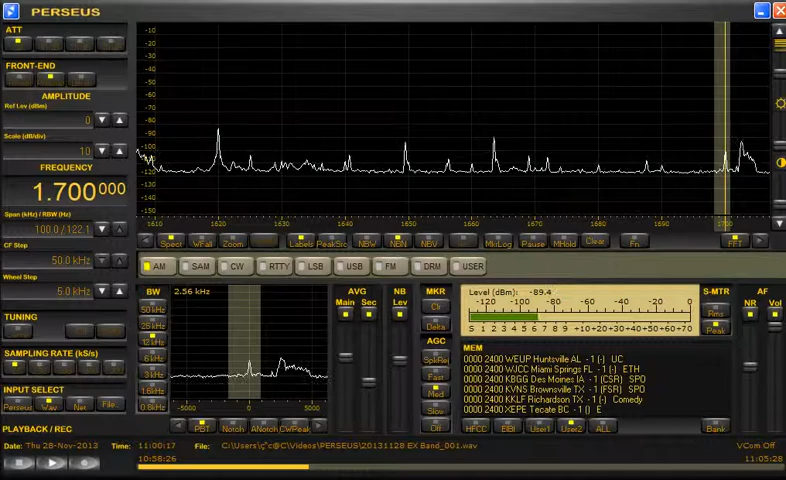 PERSEUS
ATT
FRONT-END
AMPLITUDE
Ref Lev (dBm)
0
Scale (dB/div)
10
FREQUENCY
1.700000
Span (kHz) / RBW (Hz)
100.0 / 122.1
CF Step
50.0 kHz
Wheel Step
5.0 kHz
TUNING
SAMPLING RATE (kS/s)
INPUT SELECT
Perseus Wav Net File
-10
-20
-30
-40
-50
-60
-70
-80
-90
-100
-110
-120
-130
-140
-150
1610 1620 1630 1640 1650 1660 1670 1680 1690 1700
Spect WFall Zoom Labels PeakSrc NBW NBN NBV MkrLog Pause MHold Clear Fn FFT
AM SAM CW RTTY LSB USB FM DRM USER
BW
50kHz
25kHz
12kHz
6kHz
3kHz
1.6kHz
0.8kHz
2.56 kHz
-5000 0 5000
PBT Notch ANotch CWPeak
AVG
Main Sec
NB
Lev
MKR
Clr
Delta
AGC
SpkRej
Fast
Med
Slow
Off
Level (dBm): -89.4
-120 -100 -80 -60 -40 -20 0
S 1 2 3 4 5 6 7 8 9 +10+20+30+40+50+60+70
S-MTR
Rms
Peak
AF
NR Vol
MEM
0000 2400 WEUP Huntsville AL - 1 (-) UC
0000 2400 WJCC Miami Springs FL - 1 (-) ETH
0000 2400 KBGG Des Moines IA - 1 (CSR) SPO
0000 2400 KVNS Brownsville TX - 1 (FSR) SPO
0000 2400 KKLF Richardson TX - 1 (-) Comedy
0000 2400 XEPE Tecate BC - 1 () E
HFCC EIBI User1 User2 ALL Bank
PLAYBACK / REC
Date: Thu 28-Nov-2013 Time: 11:00:17 File: C:\Users\ç˝c@C\Videos\PERSEUS\20131128 EX Band_001.wav VCom Off
10:58:26 11:05:28